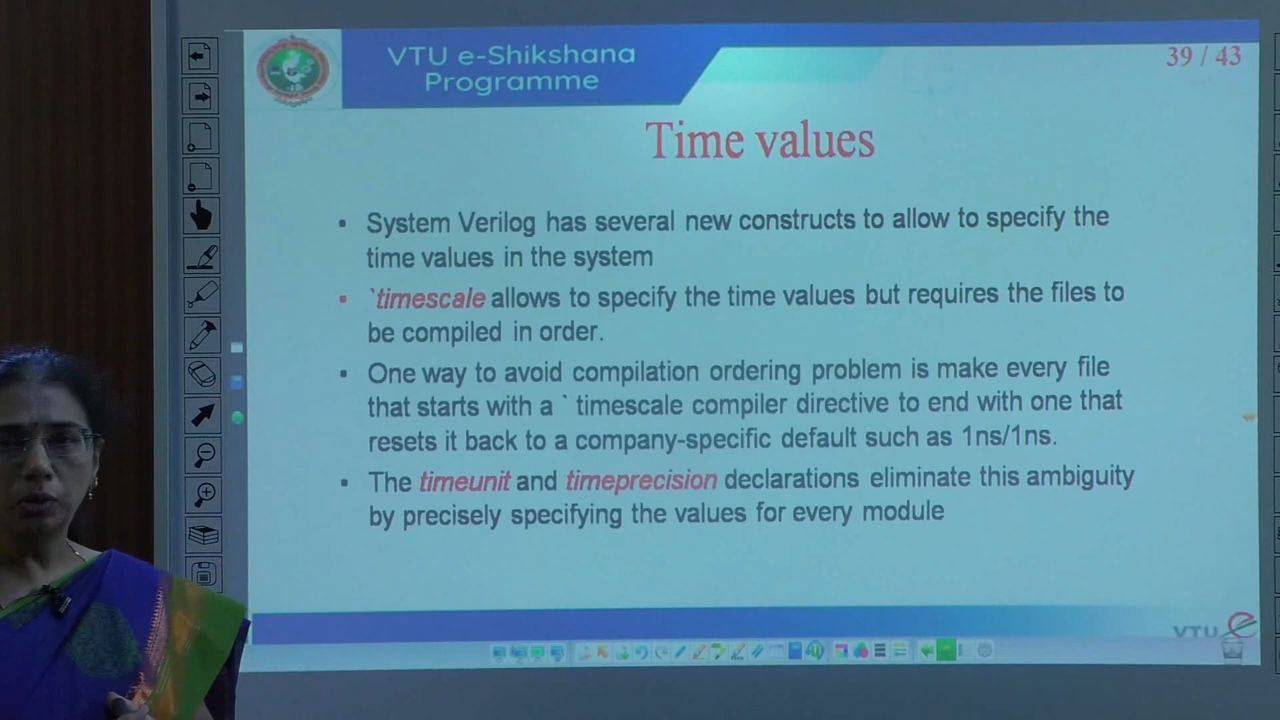 VTU e-Shikshana
Programme
39 / 43
Time values
• System Verilog has several new constructs to allow to specify the
time values in the system
• `timescale allows to specify the time values but requires the files to
be compiled in order.
• One way to avoid compilation ordering problem is make every file
that starts with a ` timescale compiler directive to end with one that
resets it back to a company-specific default such as 1ns/1ns.
• The timeunit and timeprecision declarations eliminate this ambiguity
by precisely specifying the values for every module
VTU e